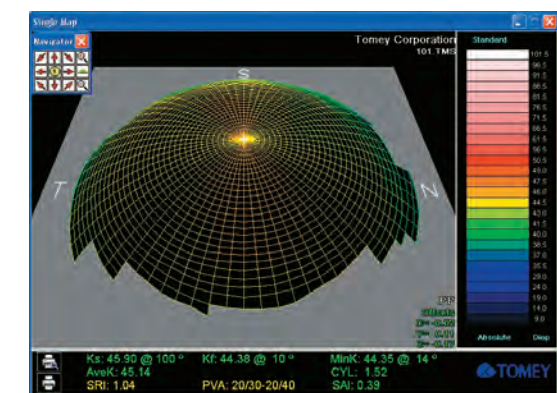 Single Map
Navigator
Tomey Corporation
101.TMS
Standard
101.5
96.5
91.5
86.5
81.5
76.5
71.5
66.5
61.5
56.5
50.5
49.0
47.5
46.0
44.5
43.0
41.5
40.0
38.5
37.0
35.5
29.0
24.0
19.0
14.0
9.0
Absolute Diop
S
T
N
Offsets
Ks: 45.90 @ 100 ° Kf: 44.38 @ 10 ° MinK: 44.35 @ 14 °
AveK: 45.14 CYL: 1.52
SRI: 1.04 PVA: 20/30-20/40 SAI: 0.39
TOMEY